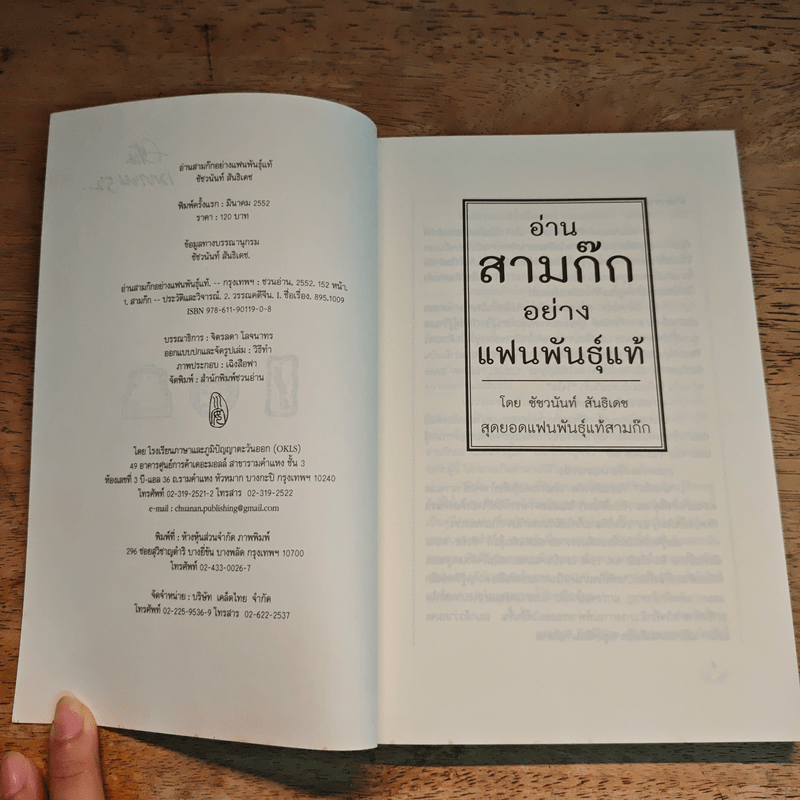 อ่านสามก๊กอย่างแฟนพันธุ์แท้
ชัชวนันท์ สันธิเดช
พิมพ์ครั้งแรก : มีนาคม 2552
ราคา : 120 บาท
ข้อมูลทางบรรณานุกรม
ชัชวนันท์ สันธิเดช.
อ่านสามก๊กอย่างแฟนพันธุ์แท้. -- กรุงเทพฯ : ชวนอ่าน, 2552. 152 หน้า.
1. สามก๊ก -- ประวัติและวิจารณ์. 2. วรรณคดีจีน. I. ชื่อเรื่อง. 895.1009
ISBN 978-611-90119-0-8
บรรณาธิการ : จิตรลดา โลจนาทร
ออกแบบปกและจัดรูปเล่ม : วิธีทำ
ภาพประกอบ : เฉิงสือฟา
จัดพิมพ์ : สำนักพิมพ์ชวนอ่าน
โดย โรงเรียนภาษาและภูมิปัญญาตะวันออก (OKLS)
49 อาคารศูนย์การค้าเดอะมอลล์ สาขารามคำแหง ชั้น 3
ห้องเลขที่ 3 บี-แอล 36 ถ.รามคำแหง หัวหมาก บางกะปิ กรุงเทพฯ 10240
โทรศัพท์ 02-319-2521-2 โทรสาร 02-319-2522
e-mail : chuanan.publishing@gmail.com
พิมพ์ที่ : ห้างหุ้นส่วนจำกัด ภาพพิมพ์
296 ซอยสุวิชาญดำริ บางยี่ขัน บางพลัด กรุงเทพฯ 10700
โทรศัพท์ 02-433-0026-7
จัดจำหน่าย : บริษัท เคล็ดไทย จำกัด
โทรศัพท์ 02-225-9536-9 โทรสาร 02-622-2537
อ่าน
สามก๊ก
อย่าง
แฟนพันธุ์แท้
โดย ชัชวนันท์ สันธิเดช
สุดยอดแฟนพันธุ์แท้สามก๊ก